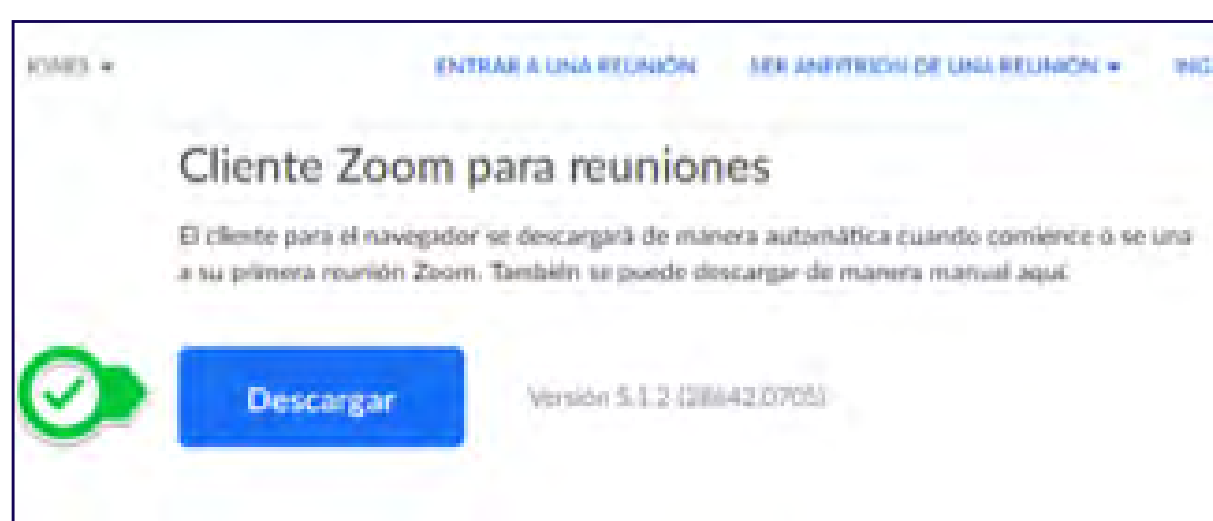 ENTRAR A UNA REUNIÓN SER ANFITRIÓN DE UNA REUNIÓN
Cliente Zoom para reuniones
El cliente para el navegador se descargará de manera automática cuando comience o se una
a su primera reunión Zoom. También se puede descargar de manera manual aquí.
Descargar
Versión 5.1.2 (28642.0705)